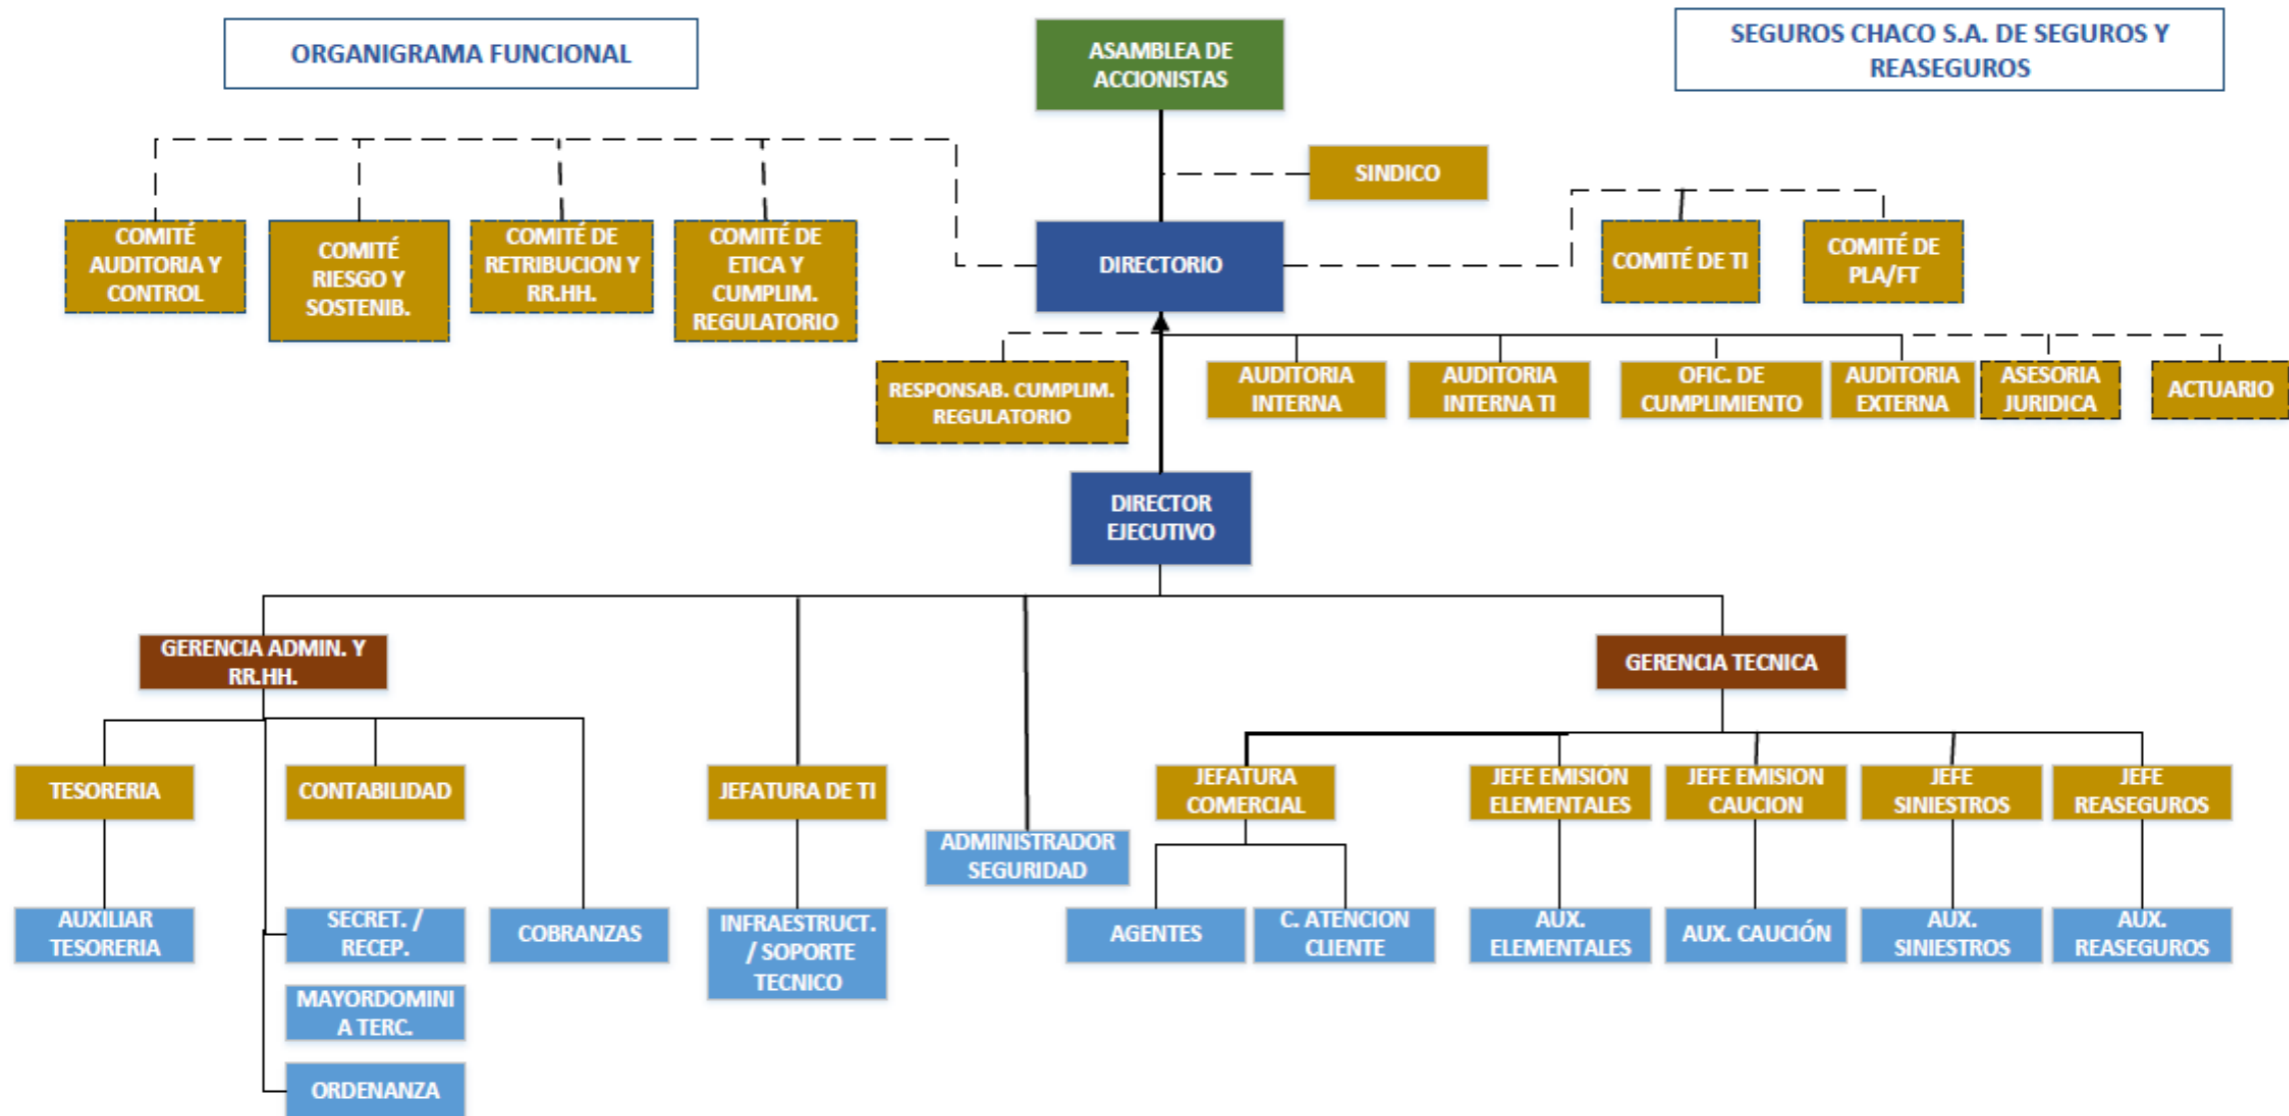 ORGANIGRAMA FUNCIONAL
ASAMBLEA DE
ACCIONISTAS
SEGUROS CHACO S.A. DE SEGUROS Y
REASEGUROS
SINDICO
COMITÉ
AUDITORIA Y
CONTROL
COMITÉ
RIESGO Y
SOSTENIB.
COMITÉ DE
RETRIBUCION Y
RR.HH.
COMITÉ DE
ETICA Y
CUMPLIM.
REGULATORIO
DIRECTORIO
COMITÉ DE TI
COMITÉ DE
PLA/FT
RESPONSAB. CUMPLIM.
REGULATORIO
AUDITORIA
INTERNA
AUDITORIA
INTERNA TI
OFIC. DE
CUMPLIMIENTO
AUDITORIA
EXTERNA
ASESORIA
JURIDICA
ACTUARIO
DIRECTOR
EJECUTIVO
GERENCIA ADMIN. Y
RR.HH.
GERENCIA TECNICA
TESORERIA
CONTABILIDAD
JEFATURA DE TI
ADMINISTRADOR
SEGURIDAD
JEFATURA
COMERCIAL
JEFE EMISIÓN
ELEMENTALES
JEFE EMISION
CAUCION
JEFE
SINIESTROS
JEFE
REASEGUROS
AUXILIAR
TESORERIA
SECRET. /
RECEP.
COBRANZAS
INFRAESTRUCT.
/ SOPORTE
TECNICO
AGENTES
C. ATENCION
CLIENTE
AUX.
ELEMENTALES
AUX. CAUCIÓN
AUX.
SINIESTROS
AUX.
REASEGUROS
MAYORDOMINI
A TERC.
ORDENANZA